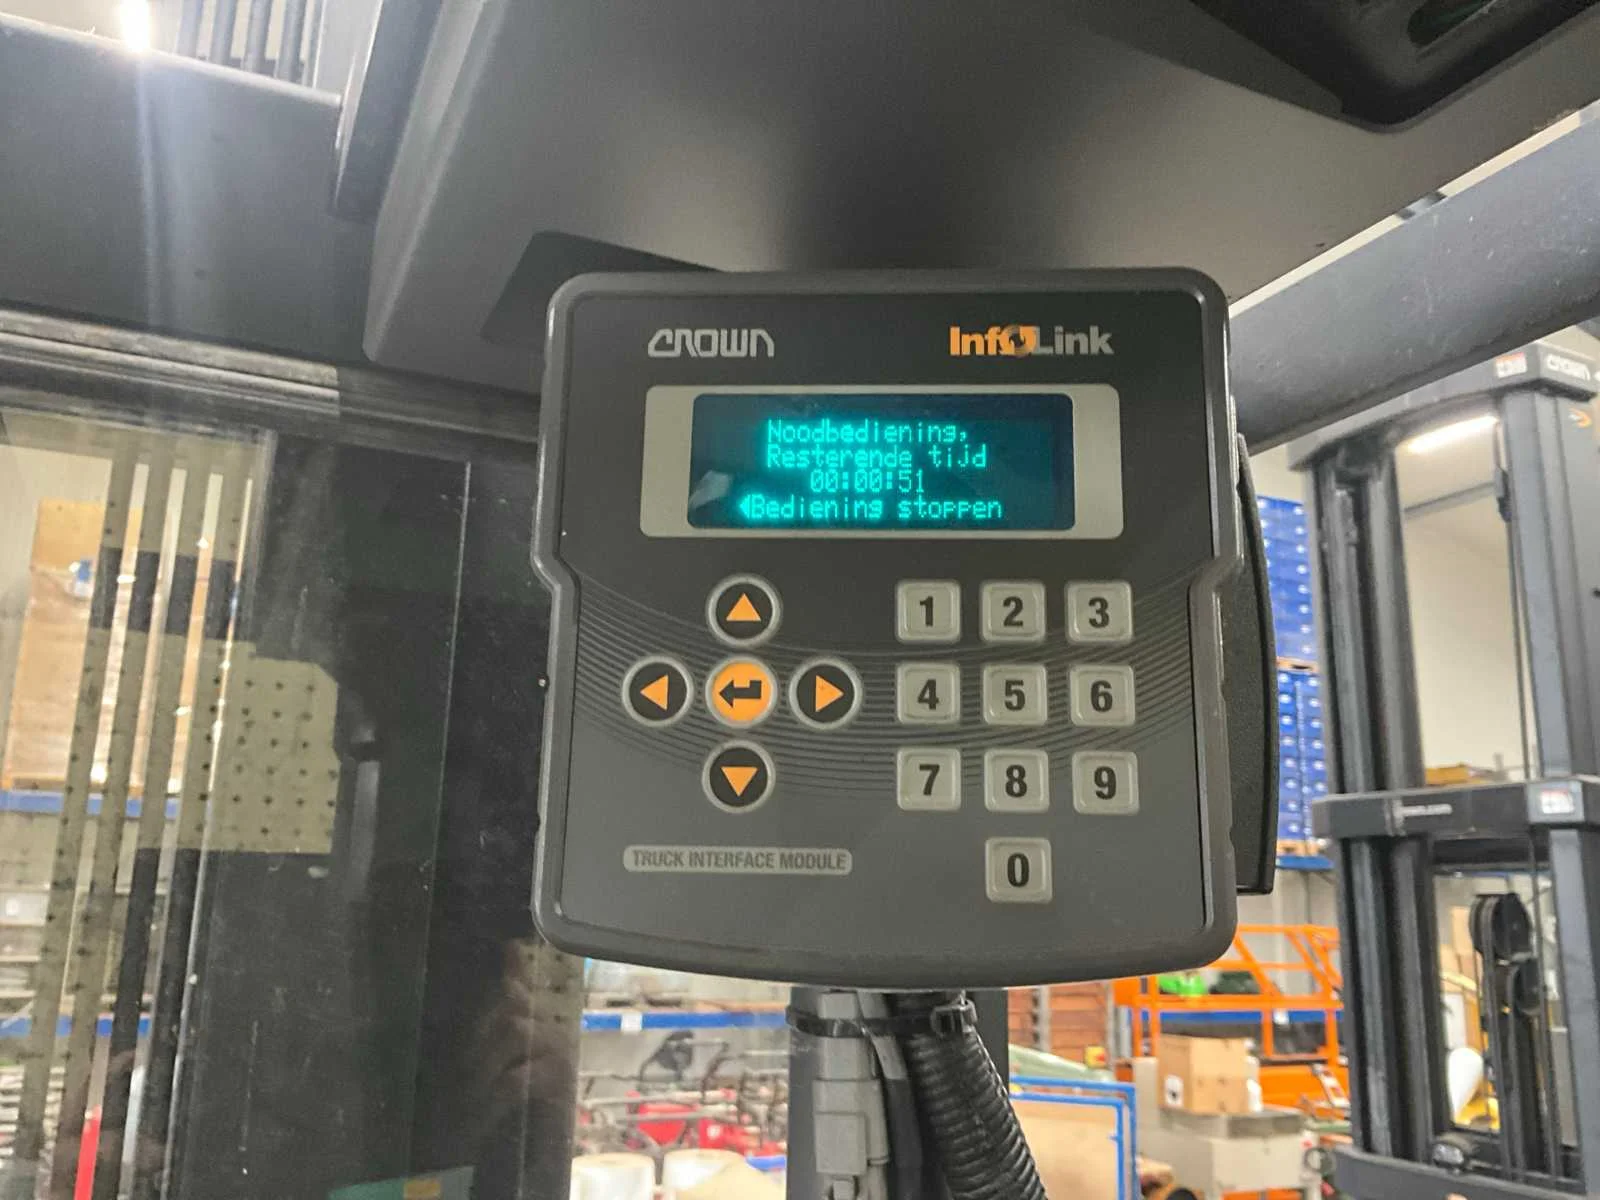 CROWN
InfoLink
Noodbediening,
Resterende tijd
00:00:51
Bediening stoppen
1 2 3
4 5 6
7 8 9
0
TRUCK INTERFACE MODULE
CROWN